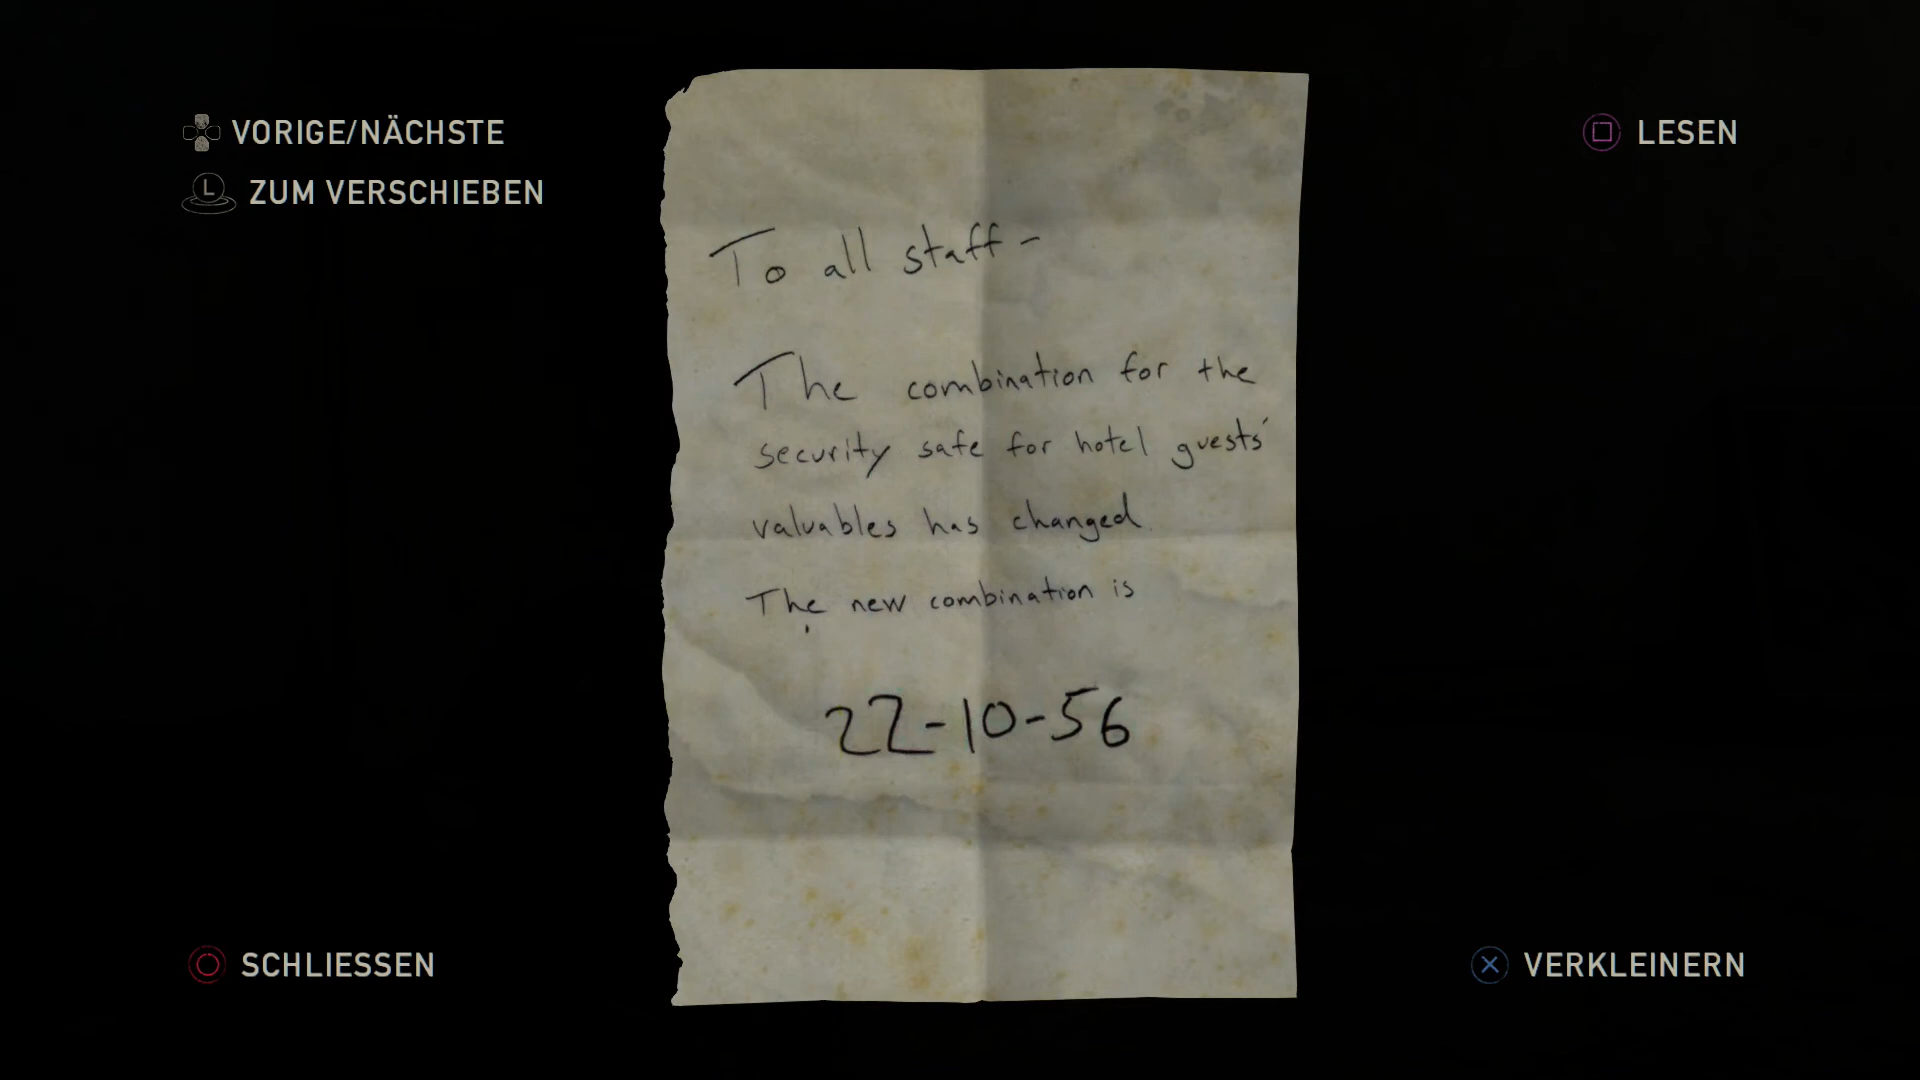 VORIGE/NÄCHSTE
L ZUM VERSCHIEBEN
LESEN
To all staff -
The combination for the
security safe for hotel guests'
valuables has changed.
The new combination is
22-10-56
SCHLIESSEN
VERKLEINERN